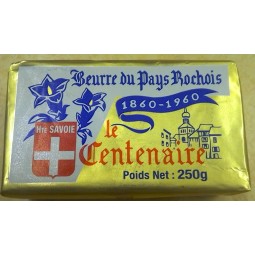 Beurre du Pays Rochois
1860-1960
Hte SAVOIE
le
Centenaire
Poids Net : 250g